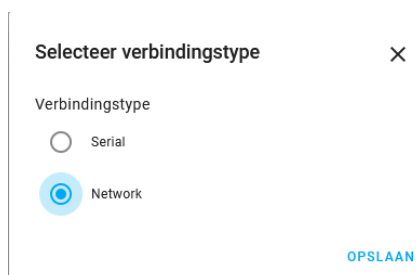 Selecteer verbindingstype
Verbindingstype
Serial
Network
OPSLAAN